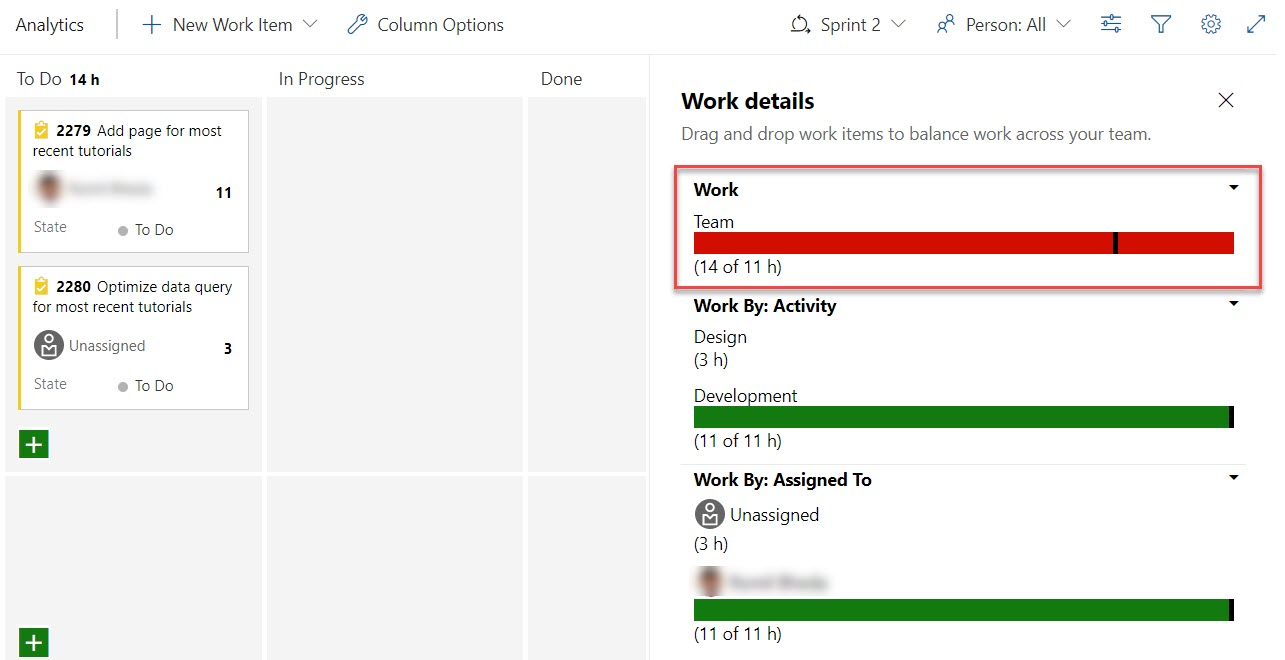 Analytics
New Work Item
Column Options
Sprint 2
Person: All
To Do 14 h
In Progress
Done
2279 Add page for most
recent tutorials
11
State
To Do
2280 Optimize data query
for most recent tutorials
Unassigned
3
State
To Do
Work details
Drag and drop work items to balance work across your team.
Work
Team
(14 of 11 h)
Work By: Activity
Design
(3 h)
Development
(11 of 11 h)
Work By: Assigned To
Unassigned
(3 h)
(11 of 11 h)